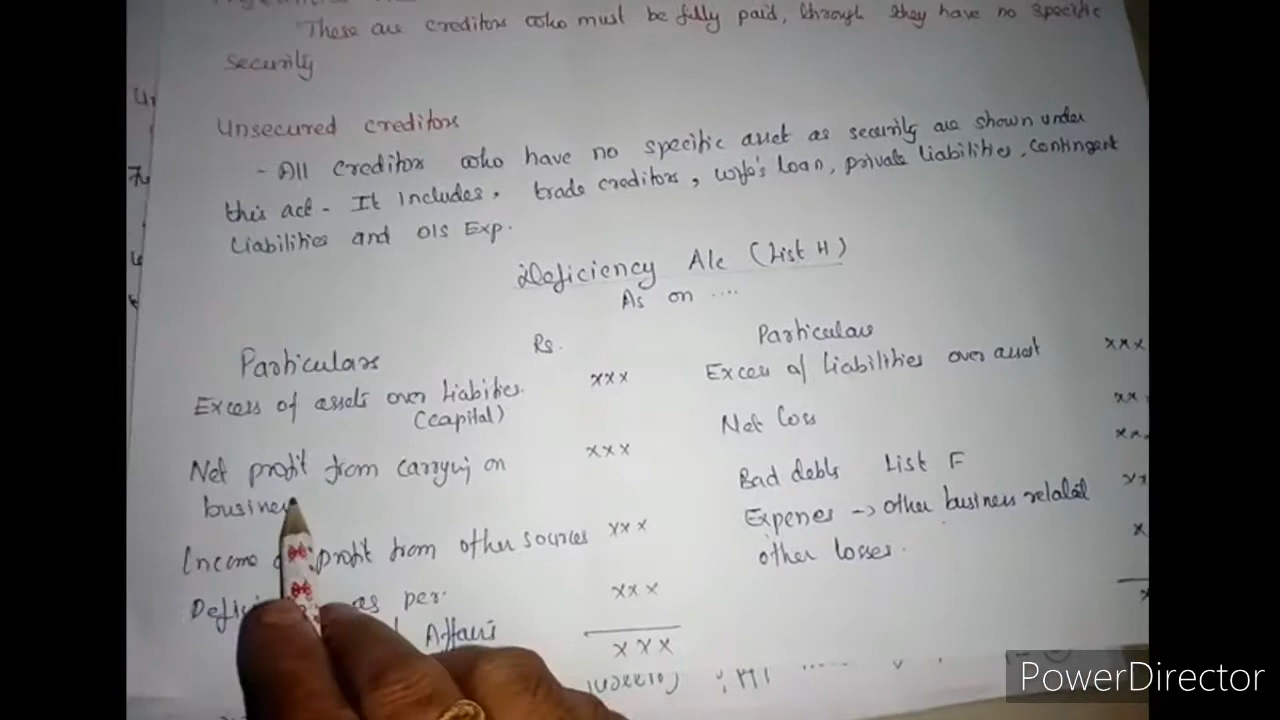 These are creditors who must be fully paid, through they have no specific
security
Unsecured creditors
- All creditors who have no specific asset as security are shown under
this act - It Includes, trade creditors, wife's loan, private liabilities, contingent
Liabilities and O/S Exp.
Deficiency A/c (List H)
As on ....
Particulars Rs. Particulars
Excess of assets over Liabilities. xxx Excess of Liabilities over asset xxx
(capital)
Net Loss xx
Net profit from carrying on xxx
business
Bad debts List F
Expenses -> other business related
Income profit from other sources xxx
other losses.
as per. xxx
Affairs
xxx
PowerDirector